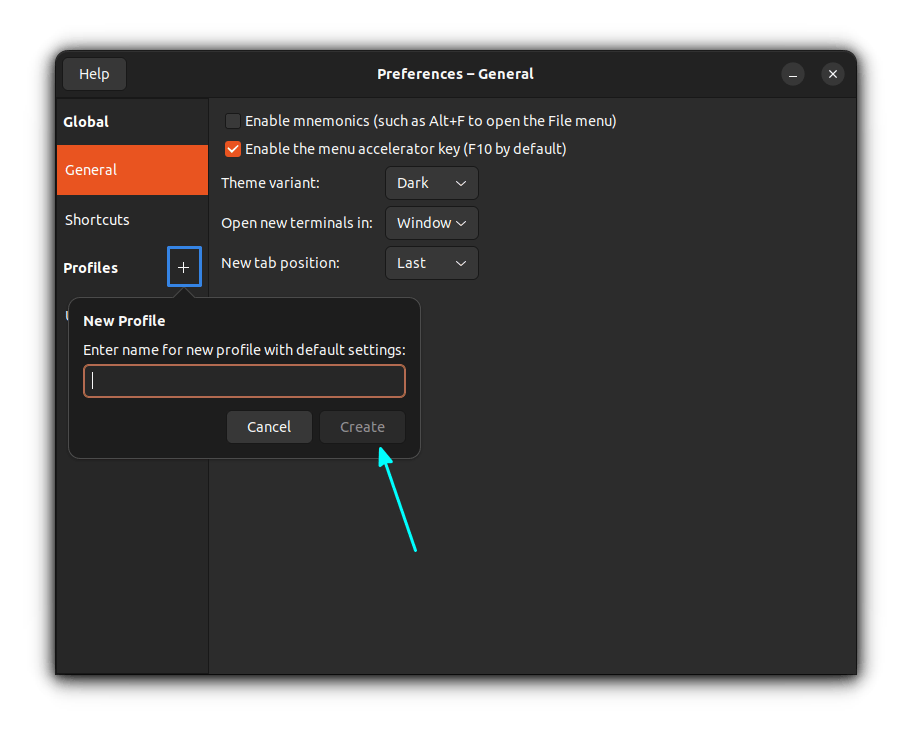 Help
Preferences – General
Global
General
Shortcuts
Profiles
Enable mnemonics (such as Alt+F to open the File menu)
Enable the menu accelerator key (F10 by default)
Theme variant: Dark
Open new terminals in: Window
New tab position: Last
New Profile
Enter name for new profile with default settings:
Cancel Create